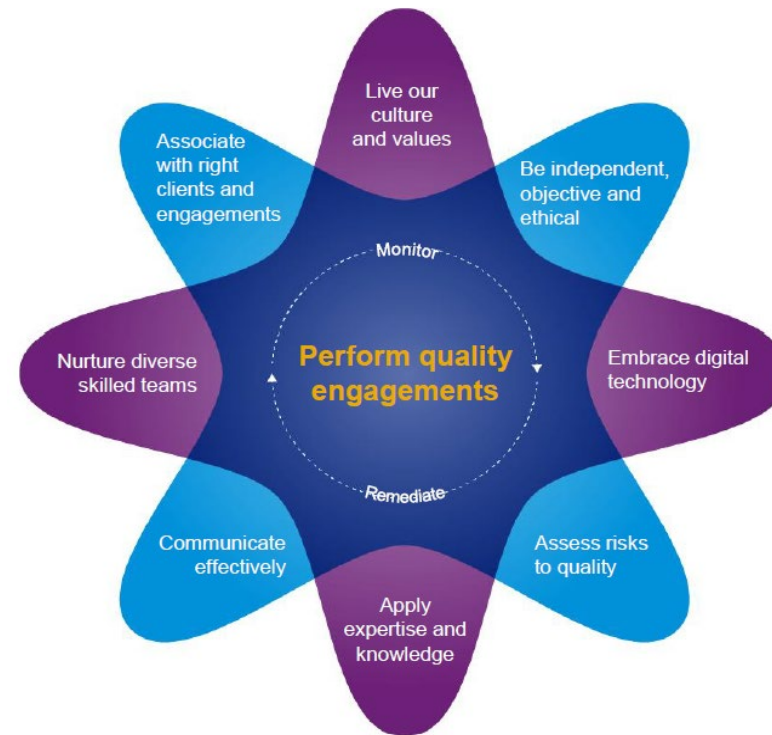 Live our
culture
and values
Associate
with right
clients and
engagements
Be independent,
objective and
ethical
Monitor
Perform quality
engagements
Nurture diverse
skilled teams
Embrace digital
technology
Remediate
Communicate
effectively
Assess risks
to quality
Apply
expertise and
knowledge